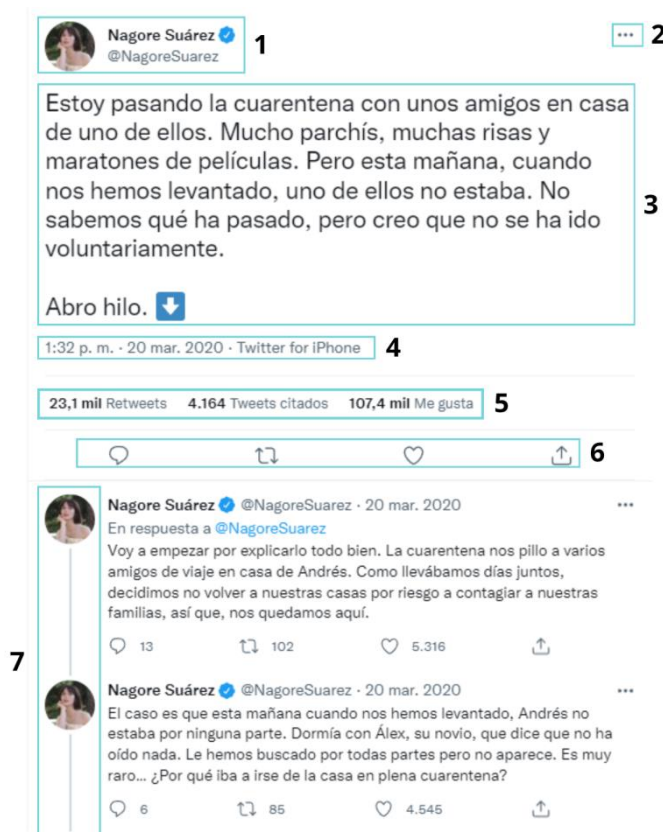 Nagore Suárez
@NagoreSuarez
1
2
Estoy pasando la cuarentena con unos amigos en casa
de uno de ellos. Mucho parchís, muchas risas y
maratones de películas. Pero esta mañana, cuando
nos hemos levantado, uno de ellos no estaba. No
sabemos qué ha pasado, pero creo que no se ha ido
voluntariamente.
Abro hilo.
3
1:32 p. m. · 20 mar. 2020 · Twitter for iPhone
4
23,1 mil Retweets 4.164 Tweets citados 107,4 mil Me gusta
5
6
Nagore Suárez @NagoreSuarez · 20 mar. 2020
En respuesta a @NagoreSuarez
Voy a empezar por explicarlo todo bien. La cuarentena nos pillo a varios
amigos de viaje en casa de Andrés. Como llevábamos días juntos,
decidimos no volver a nuestras casas por riesgo a contagiar a nuestras
familias, así que, nos quedamos aquí.
13 102 5.316
7
Nagore Suárez @NagoreSuarez · 20 mar. 2020
El caso es que esta mañana cuando nos hemos levantado, Andrés no
estaba por ninguna parte. Dormía con Álex, su novio, que dice que no ha
oído nada. Le hemos buscado por todas partes pero no aparece. Es muy
raro... ¿Por qué iba a irse de la casa en plena cuarentena?
6 85 4.545